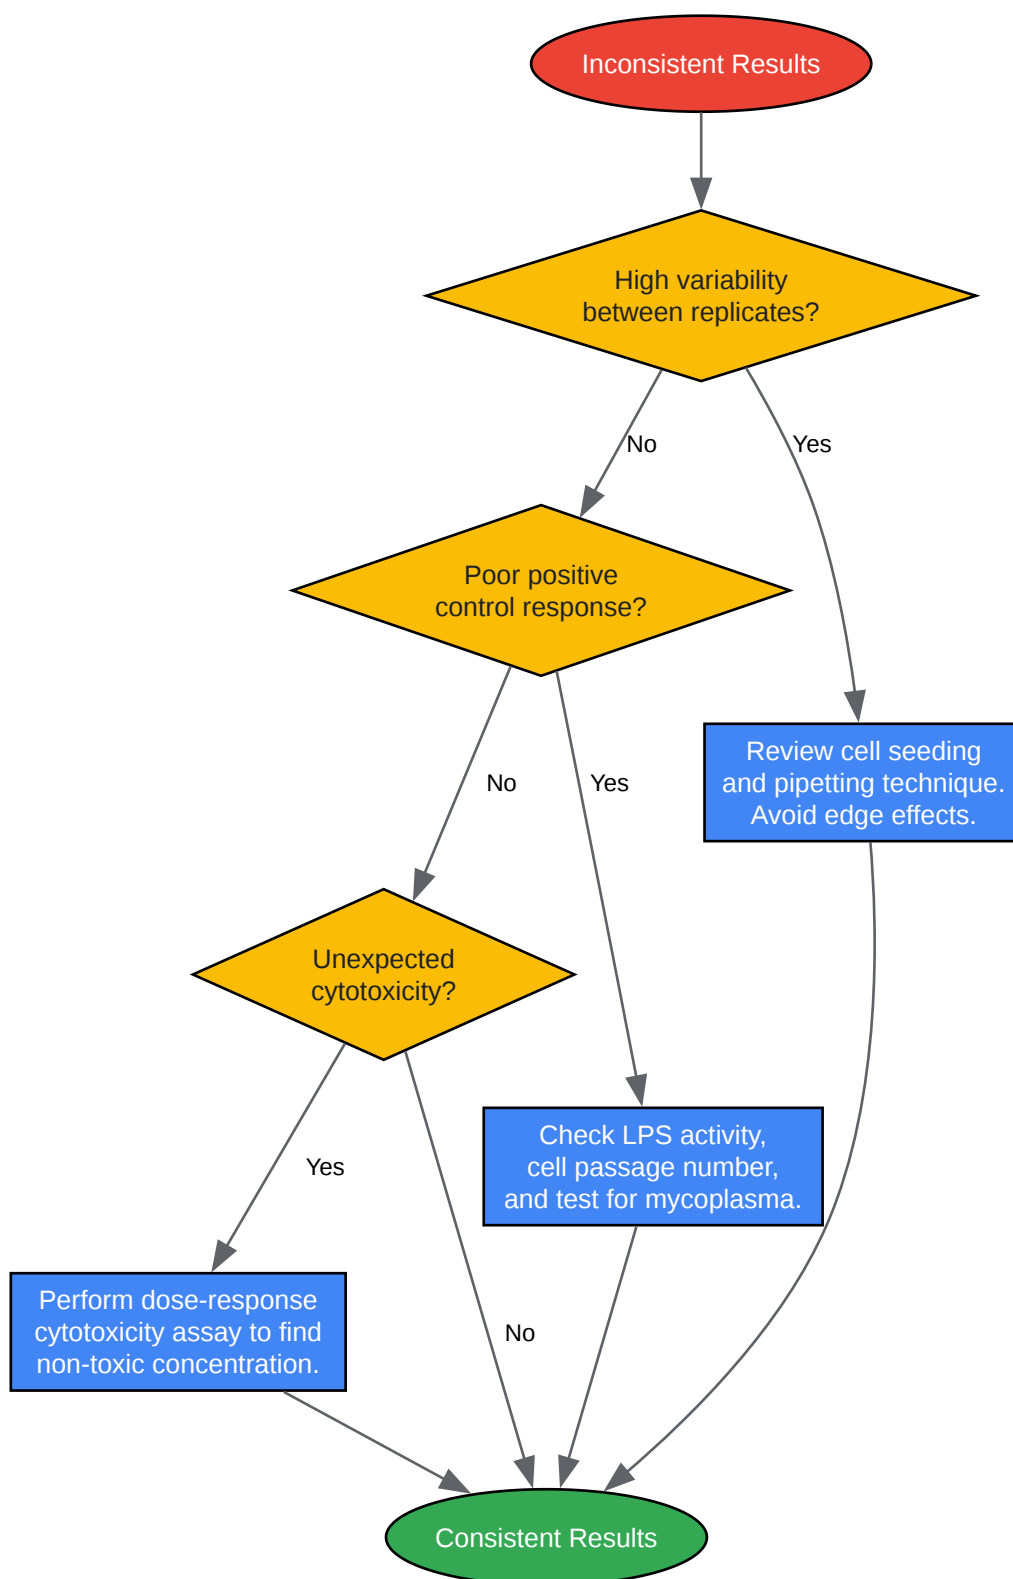 Inconsistent Results
High variability
between replicates?
No
Yes
Poor positive
control response?
No
Yes
Review cell seeding
and pipetting technique.
Avoid edge effects.
Unexpected
cytotoxicity?
Yes
No
Check LPS activity,
cell passage number,
and test for mycoplasma.
Perform dose-response
cytotoxicity assay to find
non-toxic concentration.
Consistent Results